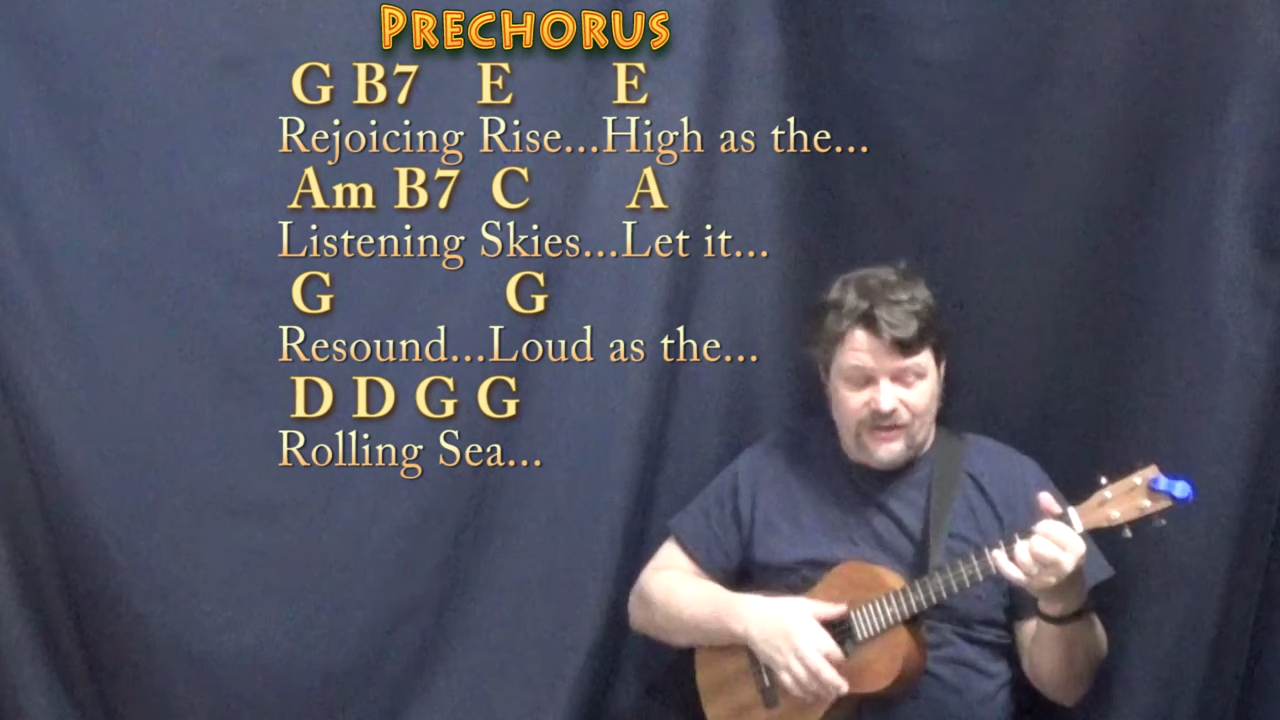 PRECHORUS
G B7 E E
Rejoicing Rise...High as the...
Am B7 C A
Listening Skies...Let it...
G G
Resound...Loud as the...
D D G G
Rolling Sea...